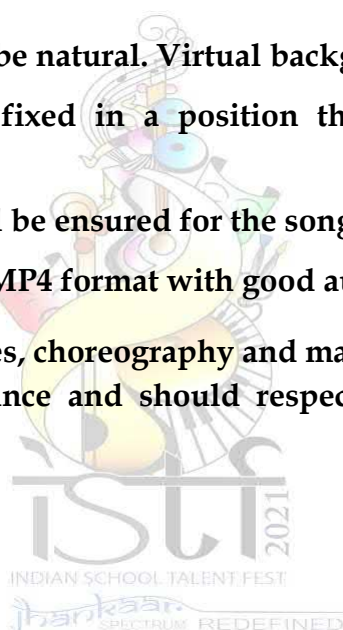 be natural. Virtual backg
fixed in a position th
be ensured for the song
MP4 format with good au
es, choreography and ma
nce and should respec
istf
2021
INDIAN SCHOOL TALENT FEST
Jhankaar
SPECTRUM REDEFINED